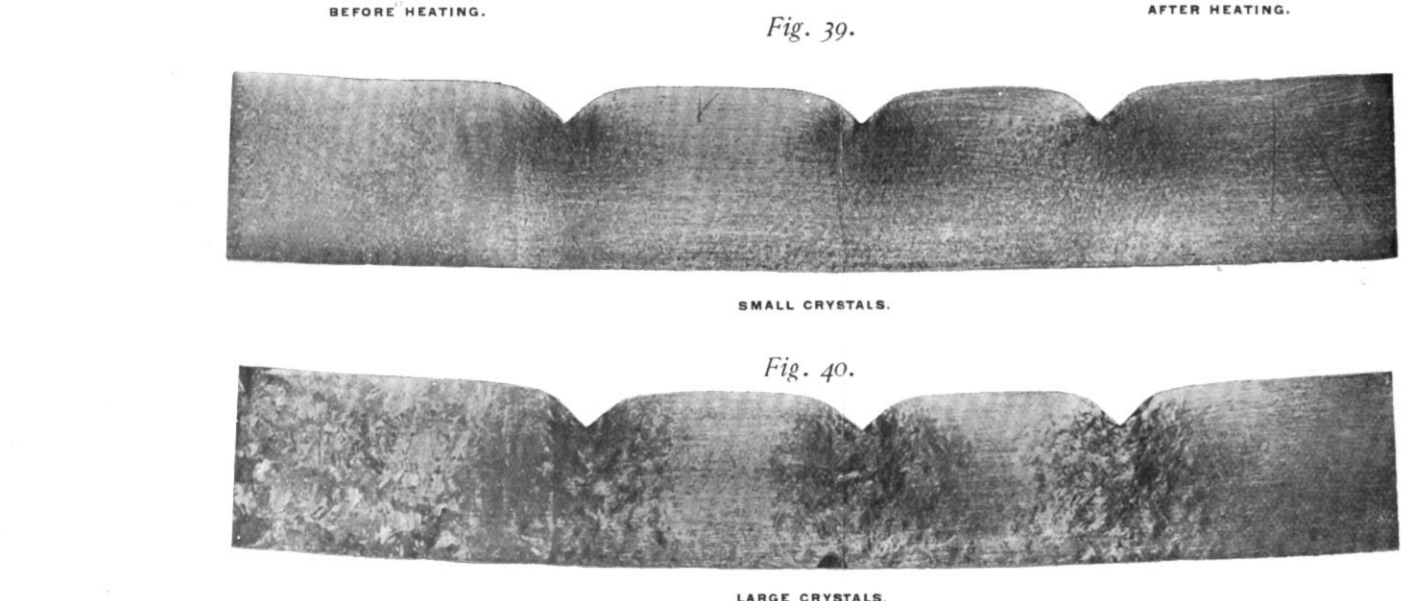 BEFORE HEATING.
AFTER HEATING.
Fig. 39.
SMALL CRYSTALS.
Fig. 40.
LARGE CRYSTALS.